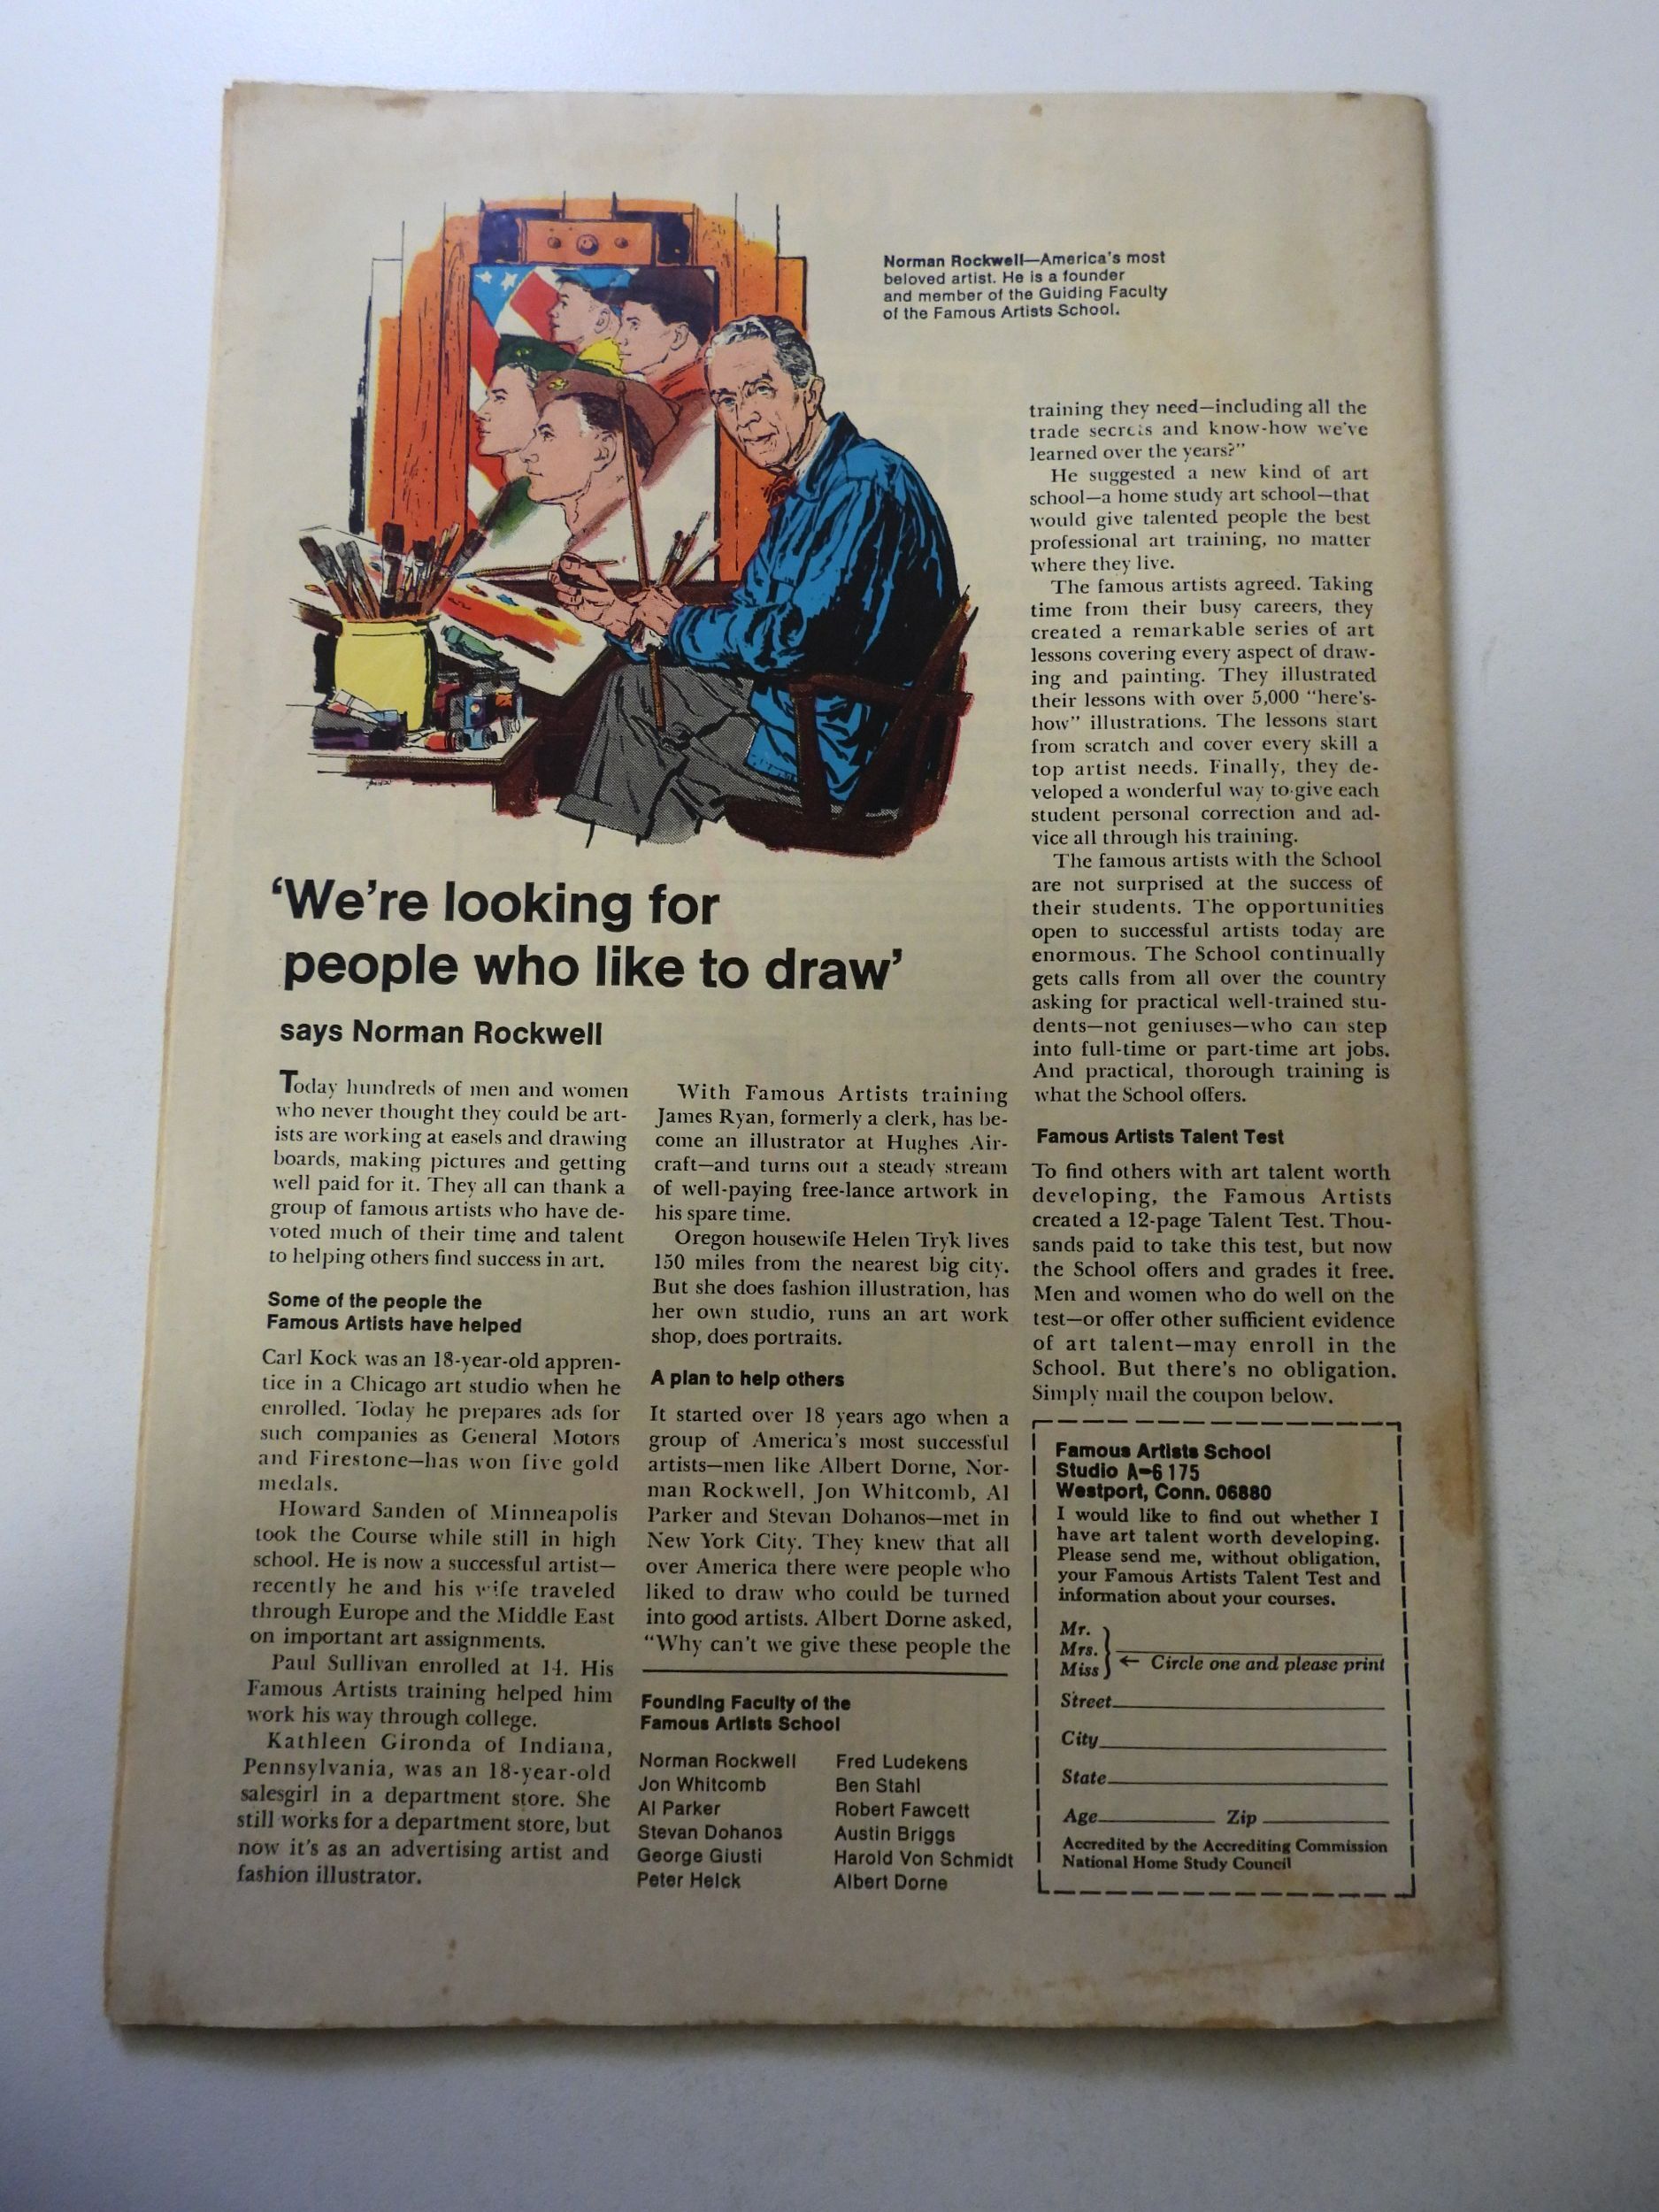 Norman Rockwell—America's most
beloved artist. He is a founder
and member of the Guiding Faculty
of the Famous Artists School.
'We're looking for
people who like to draw'
says Norman Rockwell
Today hundreds of men and women
who never thought they could be art-
ists are working at easels and drawing
boards, making pictures and getting
well paid for it. They all can thank a
group of famous artists who have de-
voted much of their time and talent
to helping others find success in art.
Some of the people the
Famous Artists have helped
Carl Kock was an 18-year-old appren-
tice in a Chicago art studio when he
enrolled. Today he prepares ads for
such companies as General Motors
and Firestone—has won five gold
medals.
Howard Sanden of Minneapolis
took the Course while still in high
school. He is now a successful artist—
recently he and his wife traveled
through Europe and the Middle East
on important art assignments.
Paul Sullivan enrolled at 14. His
Famous Artists training helped him
work his way through college.
Kathleen Gironda of Indiana,
Pennsylvania, was an 18-year-old
salesgirl in a department store. She
still works for a department store, but
now it's as an advertising artist and
fashion illustrator.
With Famous Artists training
James Ryan, formerly a clerk, has be-
come an illustrator at Hughes Air-
craft—and turns out a steady stream
of well-paying free-lance artwork in
his spare time.
Oregon housewife Helen Tryk lives
150 miles from the nearest big city.
But she does fashion illustration, has
her own studio, runs an art work
shop, does portraits.
A plan to help others
It started over 18 years ago when a
group of America's most successful
artists—men like Albert Dorne, Nor-
man Rockwell, Jon Whitcomb, Al
Parker and Stevan Dohanos—met in
New York City. They knew that all
over America there were people who
liked to draw who could be turned
into good artists. Albert Dorne asked,
"Why can't we give these people the
training they need—including all the
trade secrets and know-how we've
learned over the years?"
He suggested a new kind of art
school—a home study art school—that
would give talented people the best
professional art training, no matter
where they live.
The famous artists agreed. Taking
time from their busy careers, they
created a remarkable series of art
lessons covering every aspect of draw-
ing and painting. They illustrated
their lessons with over 5,000 "here's-
how" illustrations. The lessons start
from scratch and cover every skill a
top artist needs. Finally, they de-
veloped a wonderful way to give each
student personal correction and ad-
vice all through his training.
The famous artists with the School
are not surprised at the success of
their students. The opportunities
open to successful artists today are
enormous. The School continually
gets calls from all over the country
asking for practical well-trained stu-
dents—not geniuses—who can step
into full-time or part-time art jobs.
And practical, thorough training is
what the School offers.
Famous Artists Talent Test
To find others with art talent worth
developing, the Famous Artists
created a 12-page Talent Test. Thou-
sands paid to take this test, but now
the School offers and grades it free.
Men and women who do well on the
test—or offer other sufficient evidence
of art talent—may enroll in the
School. But there's no obligation.
Simply mail the coupon below.
Founding Faculty of the
Famous Artists School
Norman Rockwell
Jon Whitcomb
Al Parker
Stevan Dohanos
George Giusti
Peter Helck
Fred Ludekens
Ben Stahl
Robert Fawcett
Austin Briggs
Harold Von Schmidt
Albert Dorne
Famous Artists School
Studio A-6175
Westport, Conn. 06880
I would like to find out whether I
have art talent worth developing.
Please send me, without obligation,
your Famous Artists Talent Test and
information about your courses.
Mr.
Mrs.
Miss
← Circle one and please print
Street
City
State
Age Zip
Accredited by the Accrediting Commission
National Home Study Council